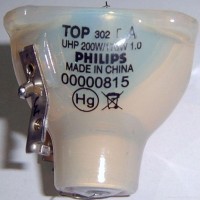 TOP 302
UHP 200W/ 1.0
PHILIPS
MADE IN CHINA
00000815
Hg